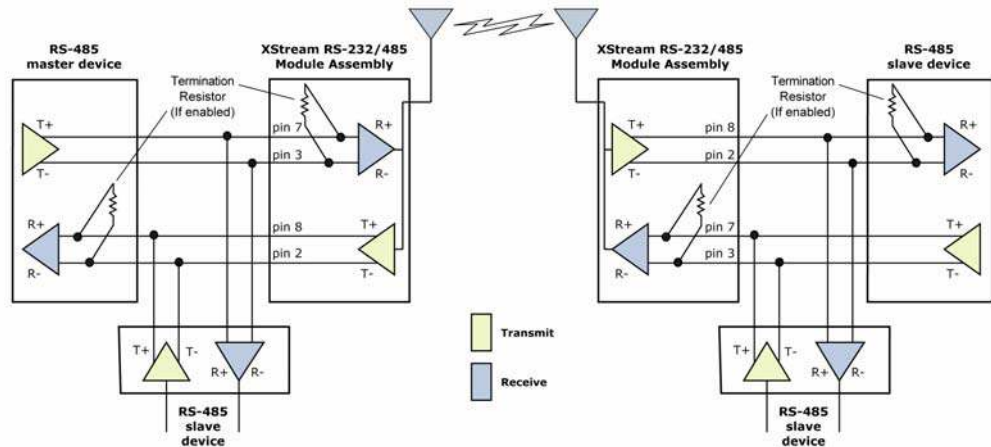 RS-485
master device
XStream RS-232/485
Module Assembly
Termination
Resistor
(If enabled)
T+
T-
R+
R-
pin 7
pin 3
R+
R-
pin 8
pin 2
T+
T-
T+
T-
R+
R-
RS-485
slave
device
Transmit
Receive
XStream RS-232/485
Module Assembly
RS-485
slave device
Termination
Resistor
(If enabled)
T+
T-
pin 8
pin 2
R+
R-
R+
R-
pin 7
pin 3
T+
T-
T+
T-
R+
R-
RS-485
slave
device